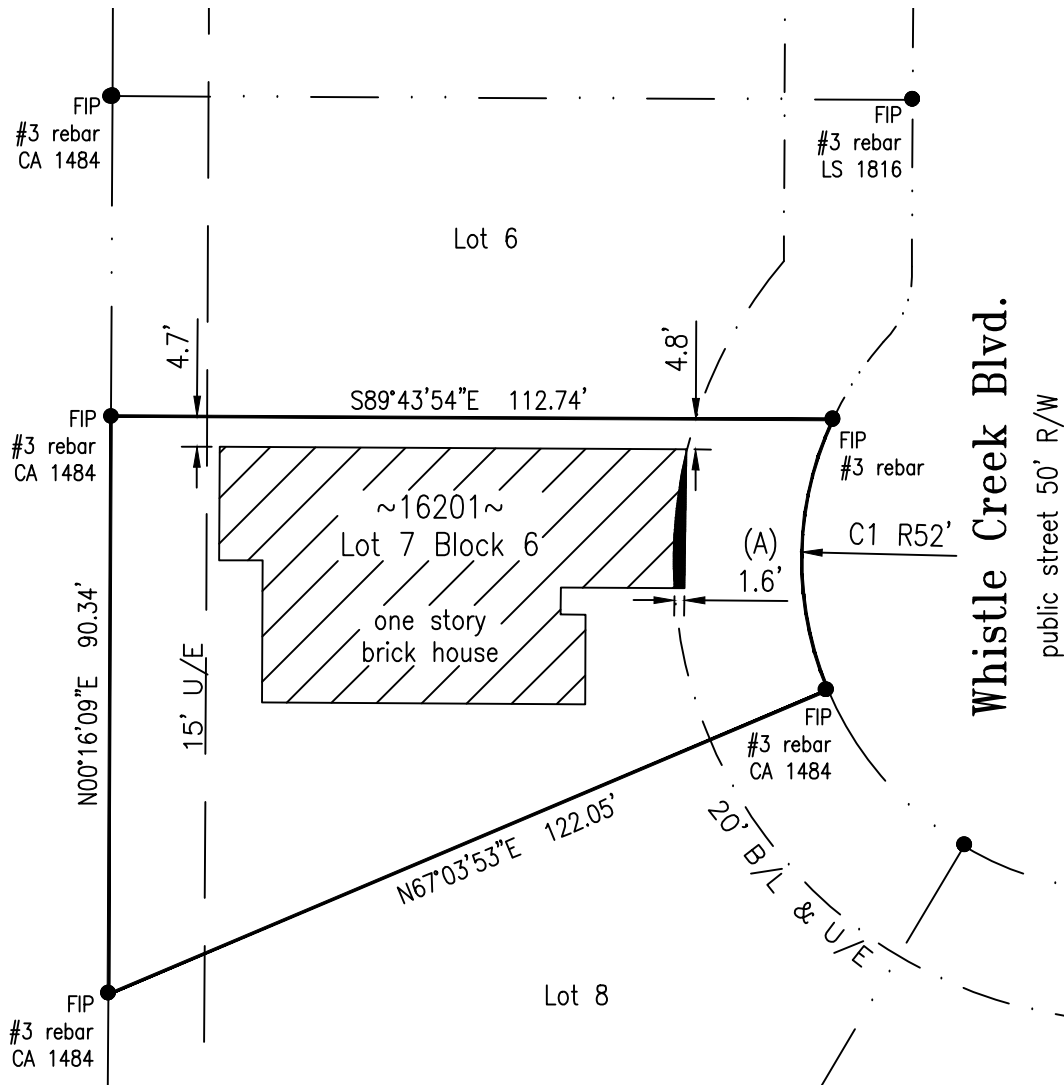 FIP
#3 rebar
CA 1484
FIP
#3 rebar
LS 1816
Lot 6
4.7'
4.8'
S89°43'54"E 112.74'
FIP
#3 rebar
CA 1484
FIP
#3 rebar
~16201~
Lot 7 Block 6
one story
brick house
(A)
1.6'
C1 R52'
Whistle Creek Blvd.
public street 50' R/W
N00°16'09"E 90.34'
15' U/E
FIP
#3 rebar
CA 1484
N67°03'53"E 122.05'
20' B/L & U/E
Lot 8
FIP
#3 rebar
CA 1484